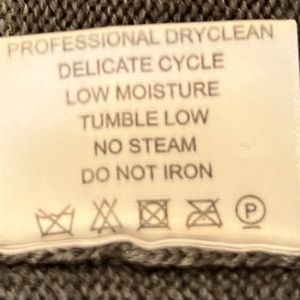 PROFESSIONAL DRYCLEAN
DELICATE CYCLE
LOW MOISTURE
TUMBLE LOW
NO STEAM
DO NOT IRON
P